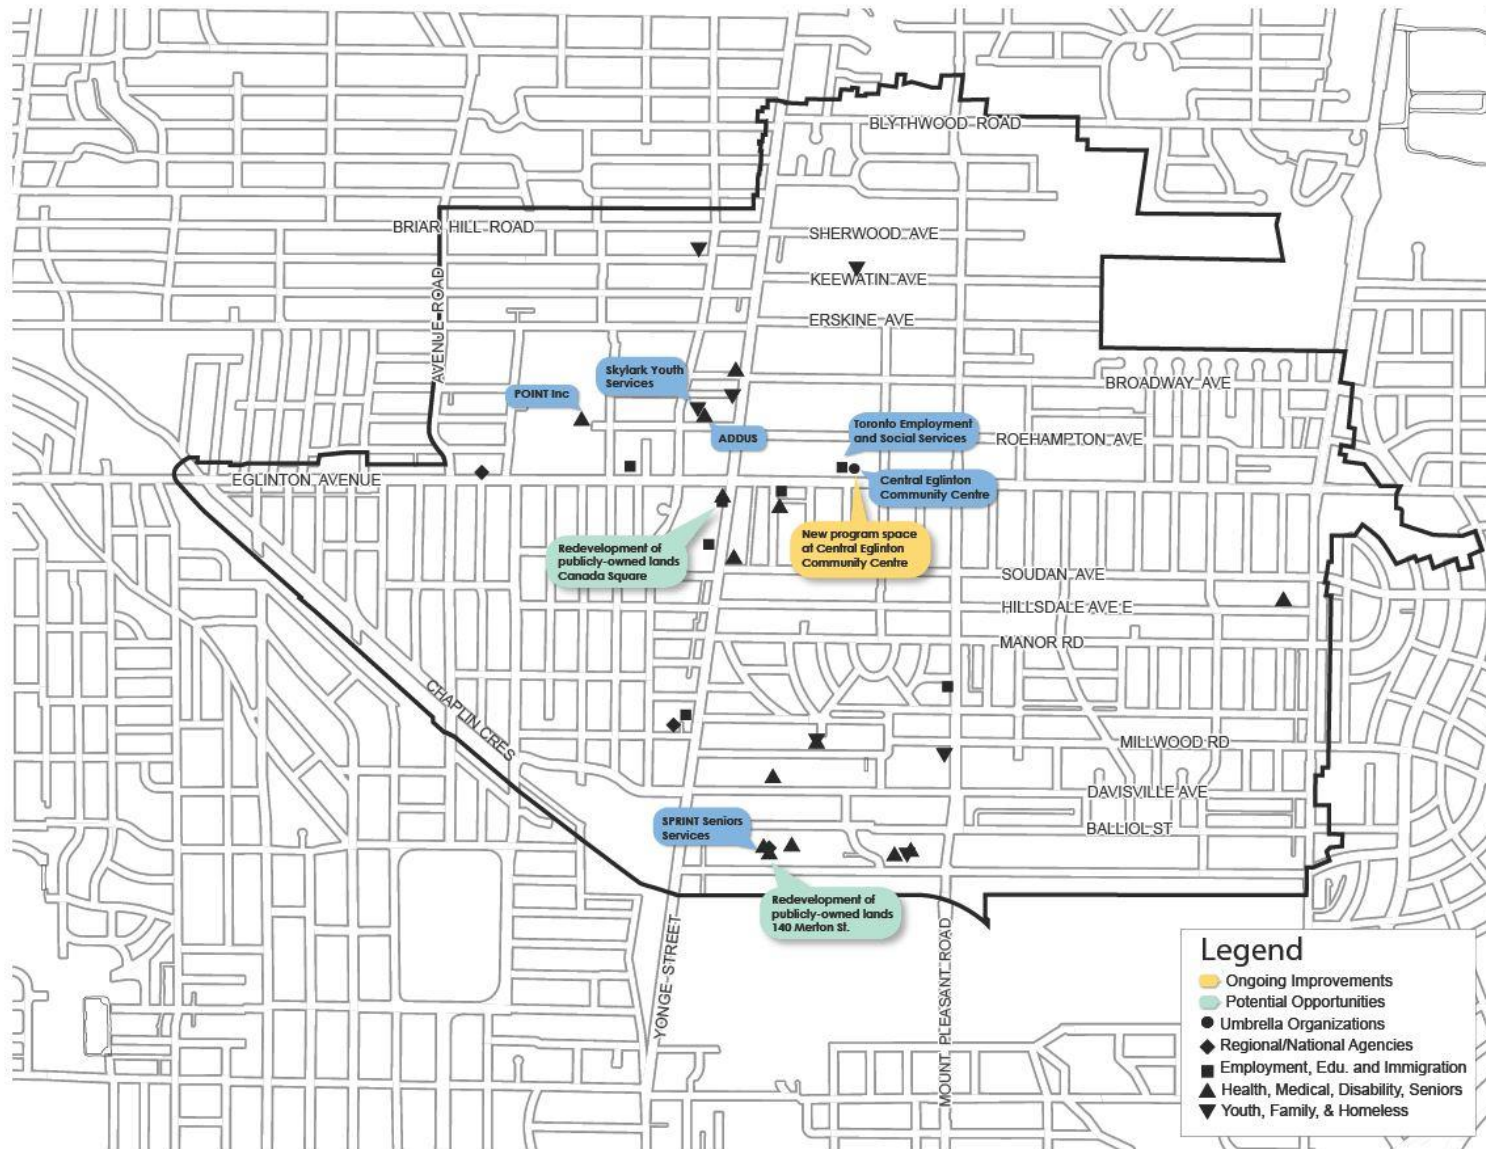 BLYTHWOOD ROAD
BRIAR HILL ROAD
SHERWOOD AVE
KEEWATIN AVE
ERSKINE AVE
AVENUE ROAD
Skylark Youth
Services
POINT Inc
BROADWAY AVE
ADDUS
Toronto Employment
and Social Services
ROEHAMPTON AVE
EGLINTON AVENUE
Central Eglinton
Community Centre
New program space
at Central Eglinton
Community Centre
Redevelopment of
publicly-owned lands
Canada Square
SOUDAN AVE
HILLSDALE AVE E
MANOR RD
CHAPLIN CRES
MILLWOOD RD
DAVISVILLE AVE
BALLIOL ST
SPRINT Seniors
Services
Redevelopment of
publicly-owned lands
140 Merton St.
YONGE STREET
MOUNT PLEASANT ROAD
Legend
Ongoing Improvements
Potential Opportunities
Umbrella Organizations
Regional/National Agencies
Employment, Edu. and Immigration
Health, Medical, Disability, Seniors
Youth, Family, & Homeless